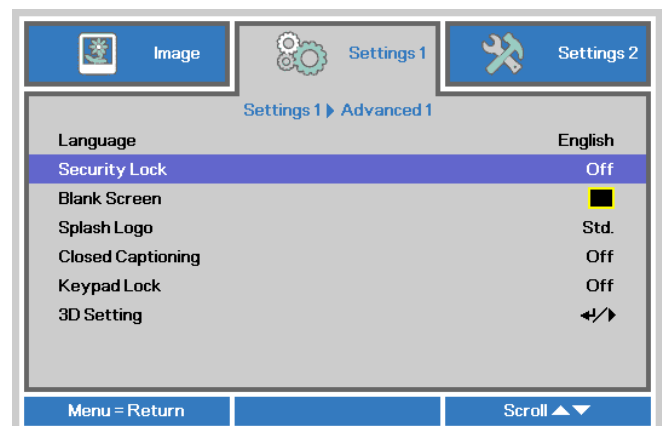 Image
Settings 1
Settings 2
Settings 1 ▶ Advanced 1
Language English
Security Lock Off
Blank Screen
Splash Logo Std.
Closed Captioning Off
Keypad Lock Off
3D Setting ↵/▶
Menu = Return
Scroll ▲▼